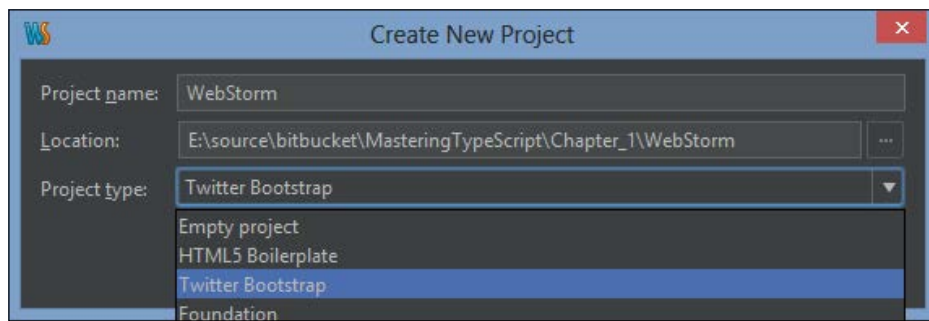 WS
Create New Project
Project name: WebStorm
Location: E:\source\bitbucket\MasteringTypeScript\Chapter_1\WebStorm ...
Project type: Twitter Bootstrap
Empty project
HTML5 Boilerplate
Twitter Bootstrap
Foundation